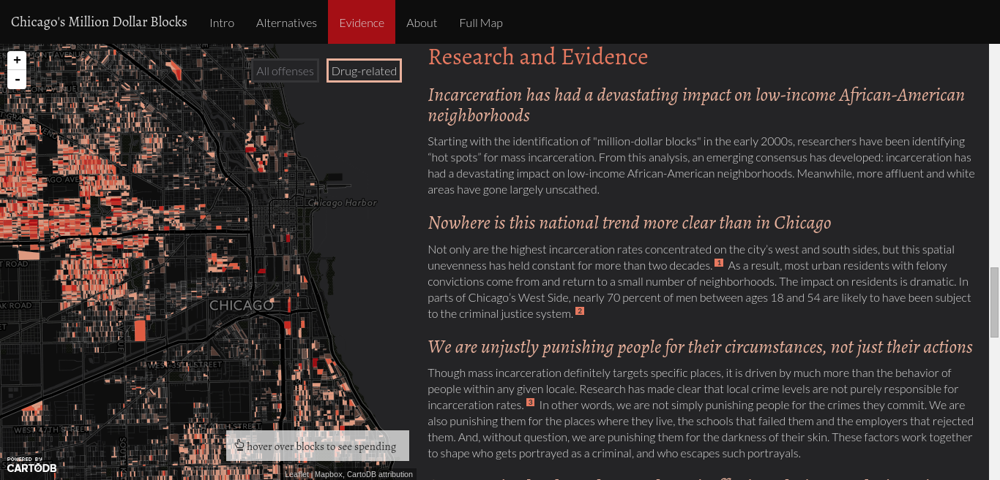 Chicago's Million Dollar Blocks
Intro
Alternatives
Evidence
About
Full Map
+
-
All offenses
Drug-related
Chicago Harbor
CHICAGO
WEST 35TH STREET
WEST 47TH STREET
hover over blocks to see spending
POWERED BY
CARTODB
Leaflet | Mapbox, CartoDB attribution
Research and Evidence
Incarceration has had a devastating impact on low-income African-American
neighborhoods
Starting with the identification of "million-dollar blocks" in the early 2000s, researchers have been identifying
“hot spots” for mass incarceration. From this analysis, an emerging consensus has developed: incarceration has
had a devastating impact on low-income African-American neighborhoods. Meanwhile, more affluent and white
areas have gone largely unscathed.
Nowhere is this national trend more clear than in Chicago
Not only are the highest incarceration rates concentrated on the city’s west and south sides, but this spatial
unevenness has held constant for more than two decades. 1 As a result, most urban residents with felony
convictions come from and return to a small number of neighborhoods. The impact on residents is dramatic. In
parts of Chicago’s West Side, nearly 70 percent of men between ages 18 and 54 are likely to have been subject
to the criminal justice system. 2
We are unjustly punishing people for their circumstances, not just their actions
Though mass incarceration definitely targets specific places, it is driven by much more than the behavior of
people within any given locale. Research has made clear that local crime levels are not purely responsible for
incarceration rates. 3 In other words, we are not simply punishing people for the crimes they commit. We are
also punishing them for the places where they live, the schools that failed them and the employers that rejected
them. And, without question, we are punishing them for the darkness of their skin. These factors work together
to shape who gets portrayed as a criminal, and who escapes such portrayals.